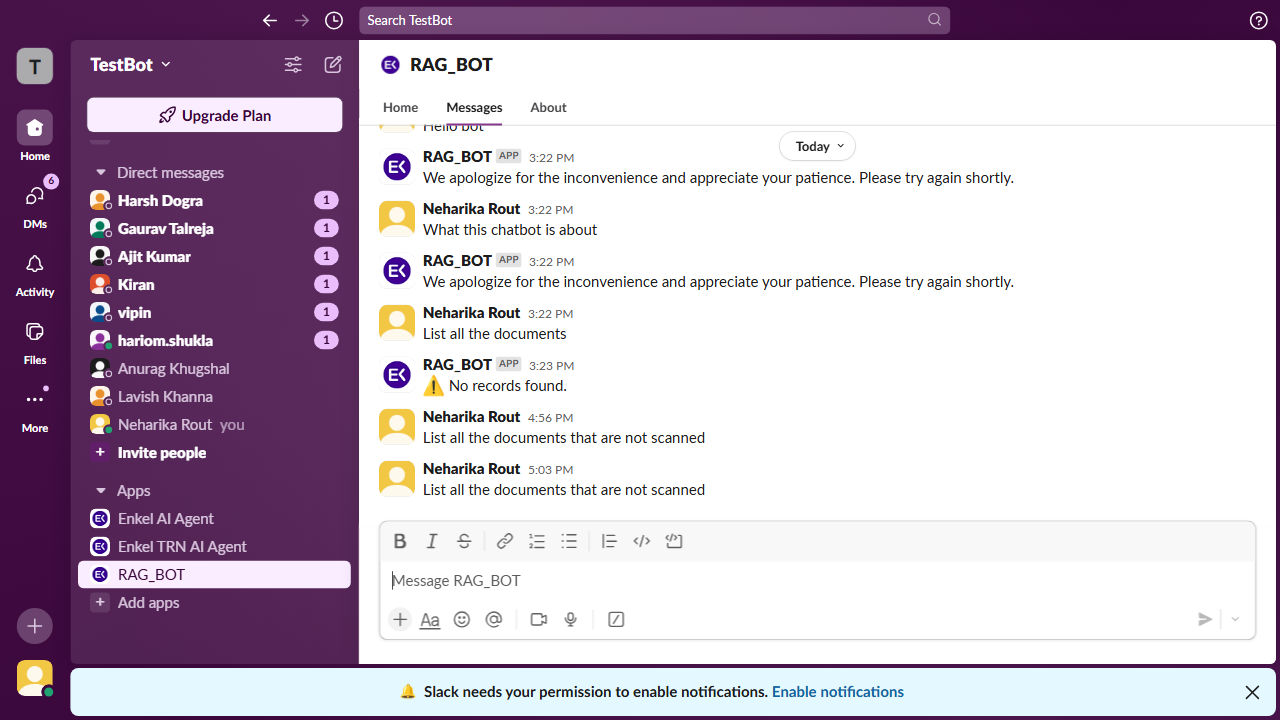 Search TestBot
T
TestBot
Upgrade Plan
Home
6
DMs
Activity
Files
More
Direct messages
Harsh Dogra 1
Gaurav Talreja 1
Ajit Kumar 1
Kiran 1
vipin 1
hariom.shukla 1
Anurag Khugshal
Lavish Khanna
Neharika Rout you
Invite people
Apps
EK Enkel AI Agent
EK Enkel TRN AI Agent
EK RAG_BOT
Add apps
EK RAG_BOT
Home Messages About
Hello bot
Today
EK
RAG_BOT APP 3:22 PM
We apologize for the inconvenience and appreciate your patience. Please try again shortly.
Neharika Rout 3:22 PM
What this chatbot is about
EK
RAG_BOT APP 3:22 PM
We apologize for the inconvenience and appreciate your patience. Please try again shortly.
Neharika Rout 3:22 PM
List all the documents
EK
RAG_BOT APP 3:23 PM
⚠️ No records found.
Neharika Rout 4:56 PM
List all the documents that are not scanned
Neharika Rout 5:03 PM
List all the documents that are not scanned
B I S
Message RAG_BOT
Aa
🔔 Slack needs your permission to enable notifications. Enable notifications